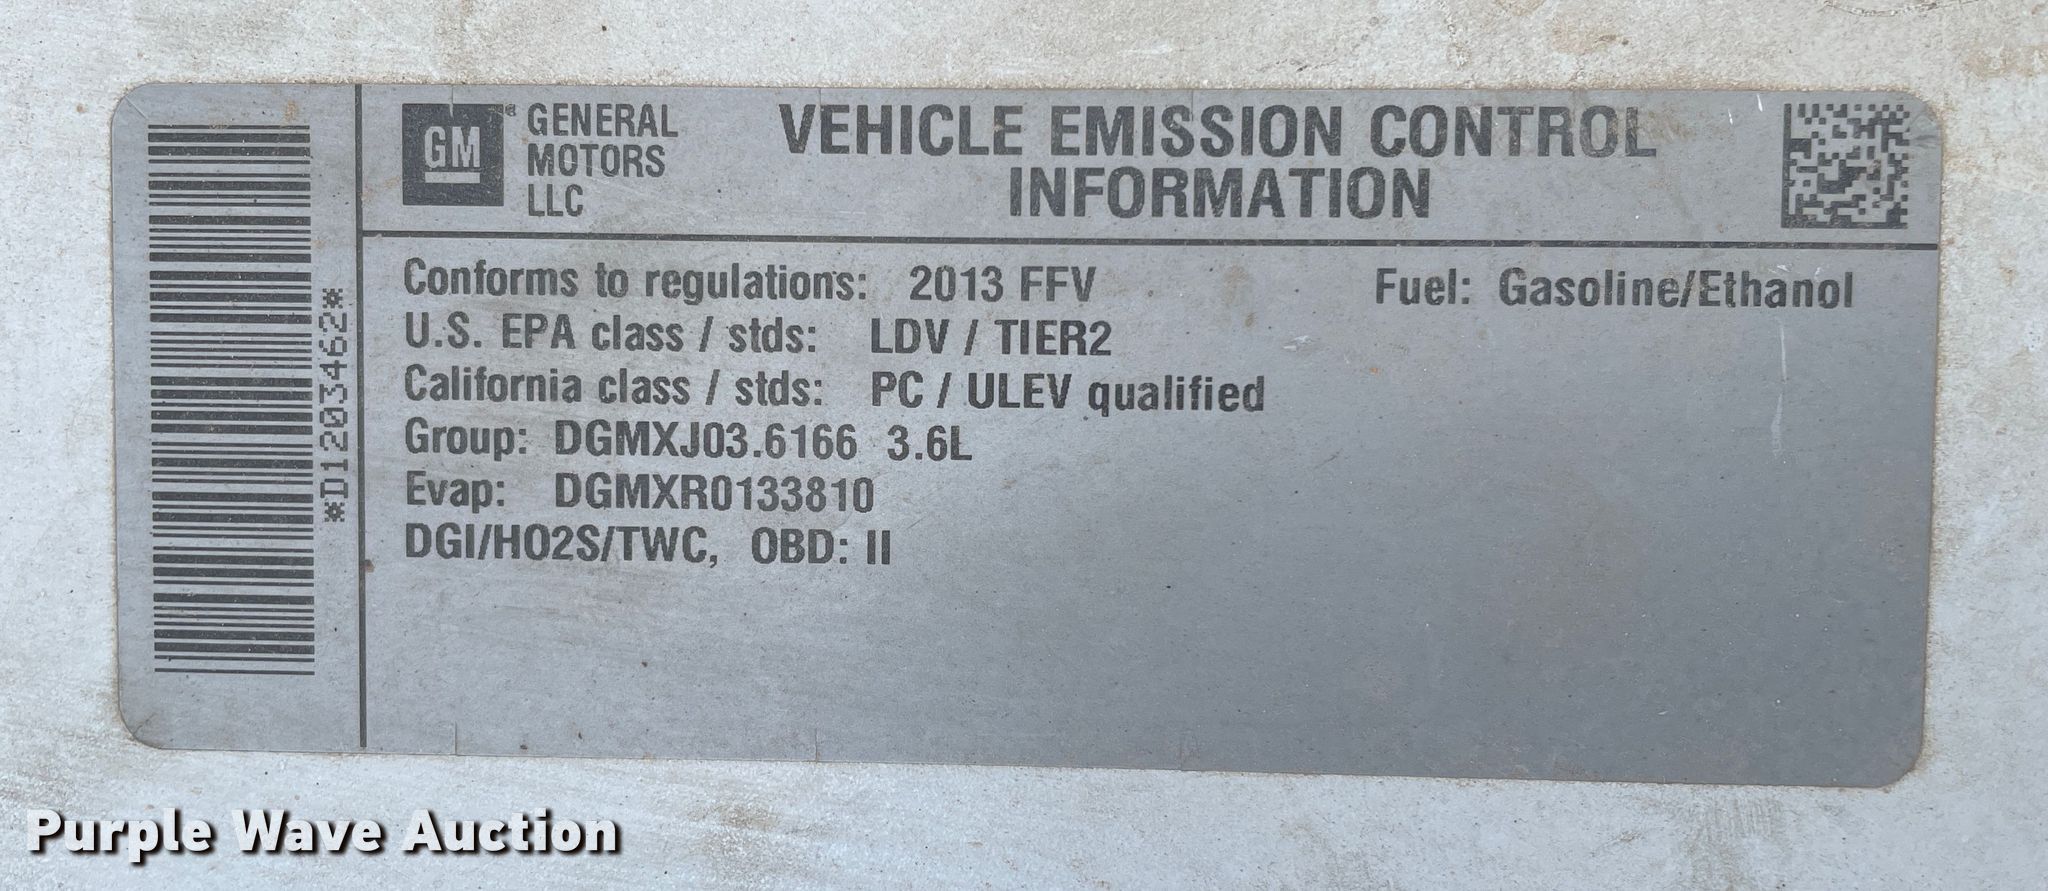 GM
GENERAL
MOTORS
LLC
VEHICLE EMISSION CONTROL
INFORMATION
*D1203462*
Conforms to regulations: 2013 FFV
Fuel: Gasoline/Ethanol
U.S. EPA class / stds: LDV / TIER2
California class / stds: PC / ULEV qualified
Group: DGMXJ03.6166 3.6L
Evap: DGMXR0133810
DGI/HO2S/TWC, OBD: II
Purple Wave Auction